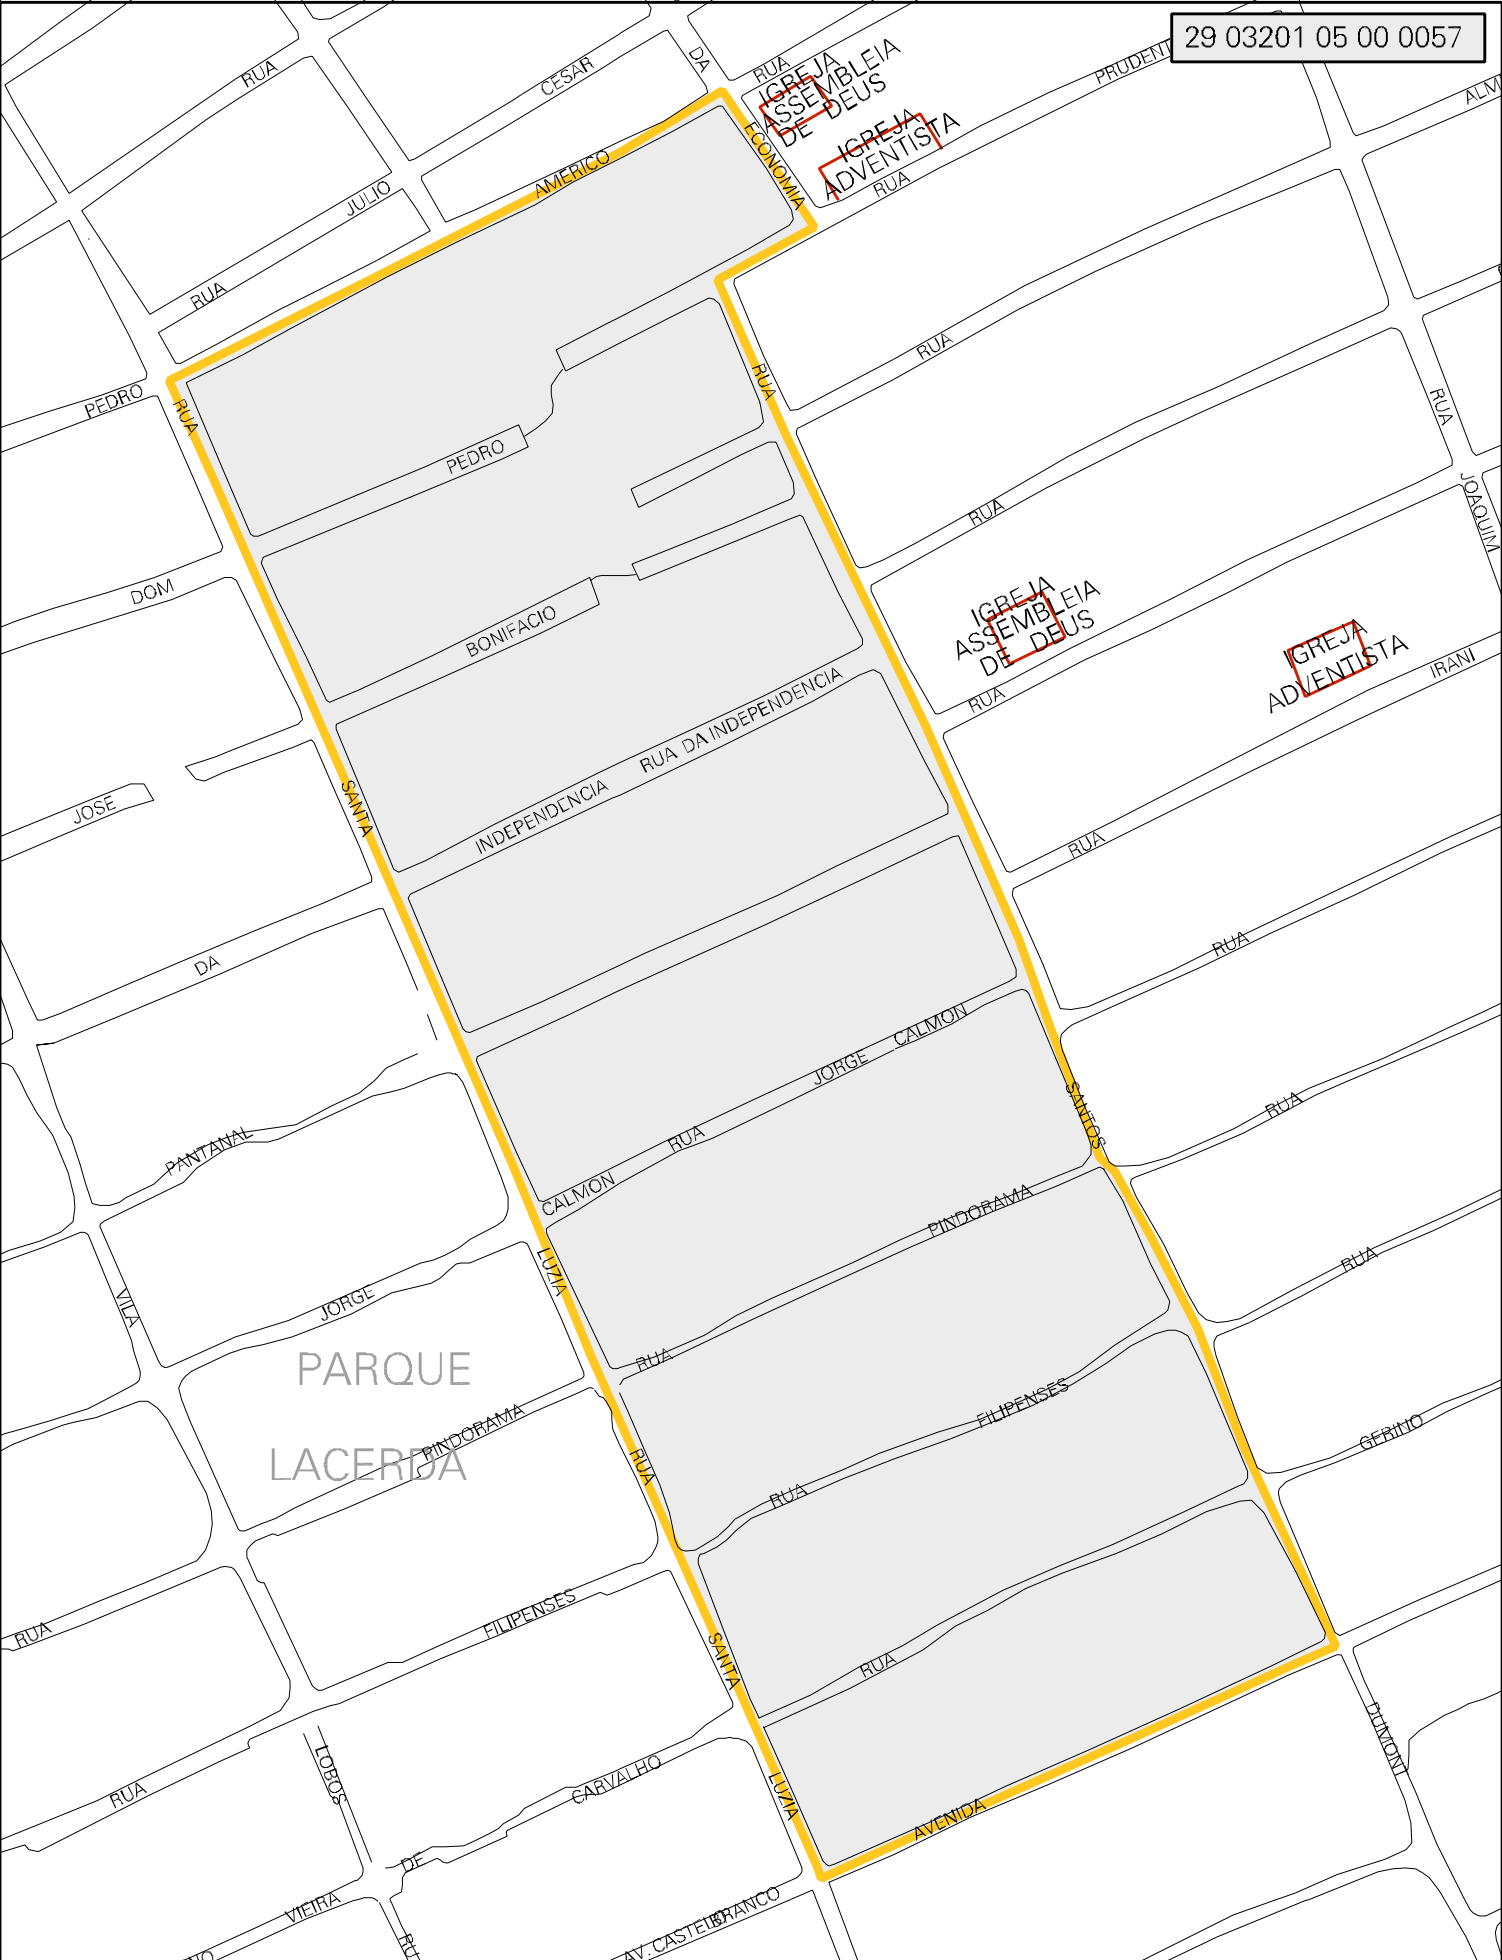 29 03201 05 00 0057
RUA
CESAR
DA
RUA
PRUDENT
ALM
IGREJA
ASSEMBLEIA
DE DEUS
IGREJA
ADVENTISTA
ECONOMIA
AMERICO
RUA
JULIO
RUA
PEDRO
RUA
RUA
RUA
RUA
PEDRO
RUA
JOAQUIM
DOM
BONIFACIO
IGREJA
ASSEMBLEIA
DE DEUS
IGREJA
ADVENTISTA
IRANI
RUA
RUA DA INDEPENDENCIA
INDEPENDENCIA
JOSE
SANTA
RUA
RUA
DA
CALMON
JORGE
RUA
SANTOS
RUA
PANTANAL
CALMON
PINDORAMA
RUA
LUZIA
VILA
JORGE
PARQUE
LACERDA
RUA
PINDORAMA
FILIPENSES
GERINO
RUA
RUA
FILIPENSES
RUA
SANTA
RUA
DUMONT
LOBOS
RUA
CARVALHO
LUZIA
AVENIDA
DE
VIEIRA
BRANCO
AV. CASTELO
NO
RU